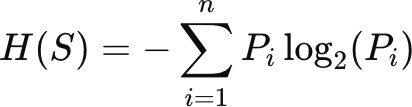 H(S) = − ∑_{i=1}^{n} P_i log_2(P_i)